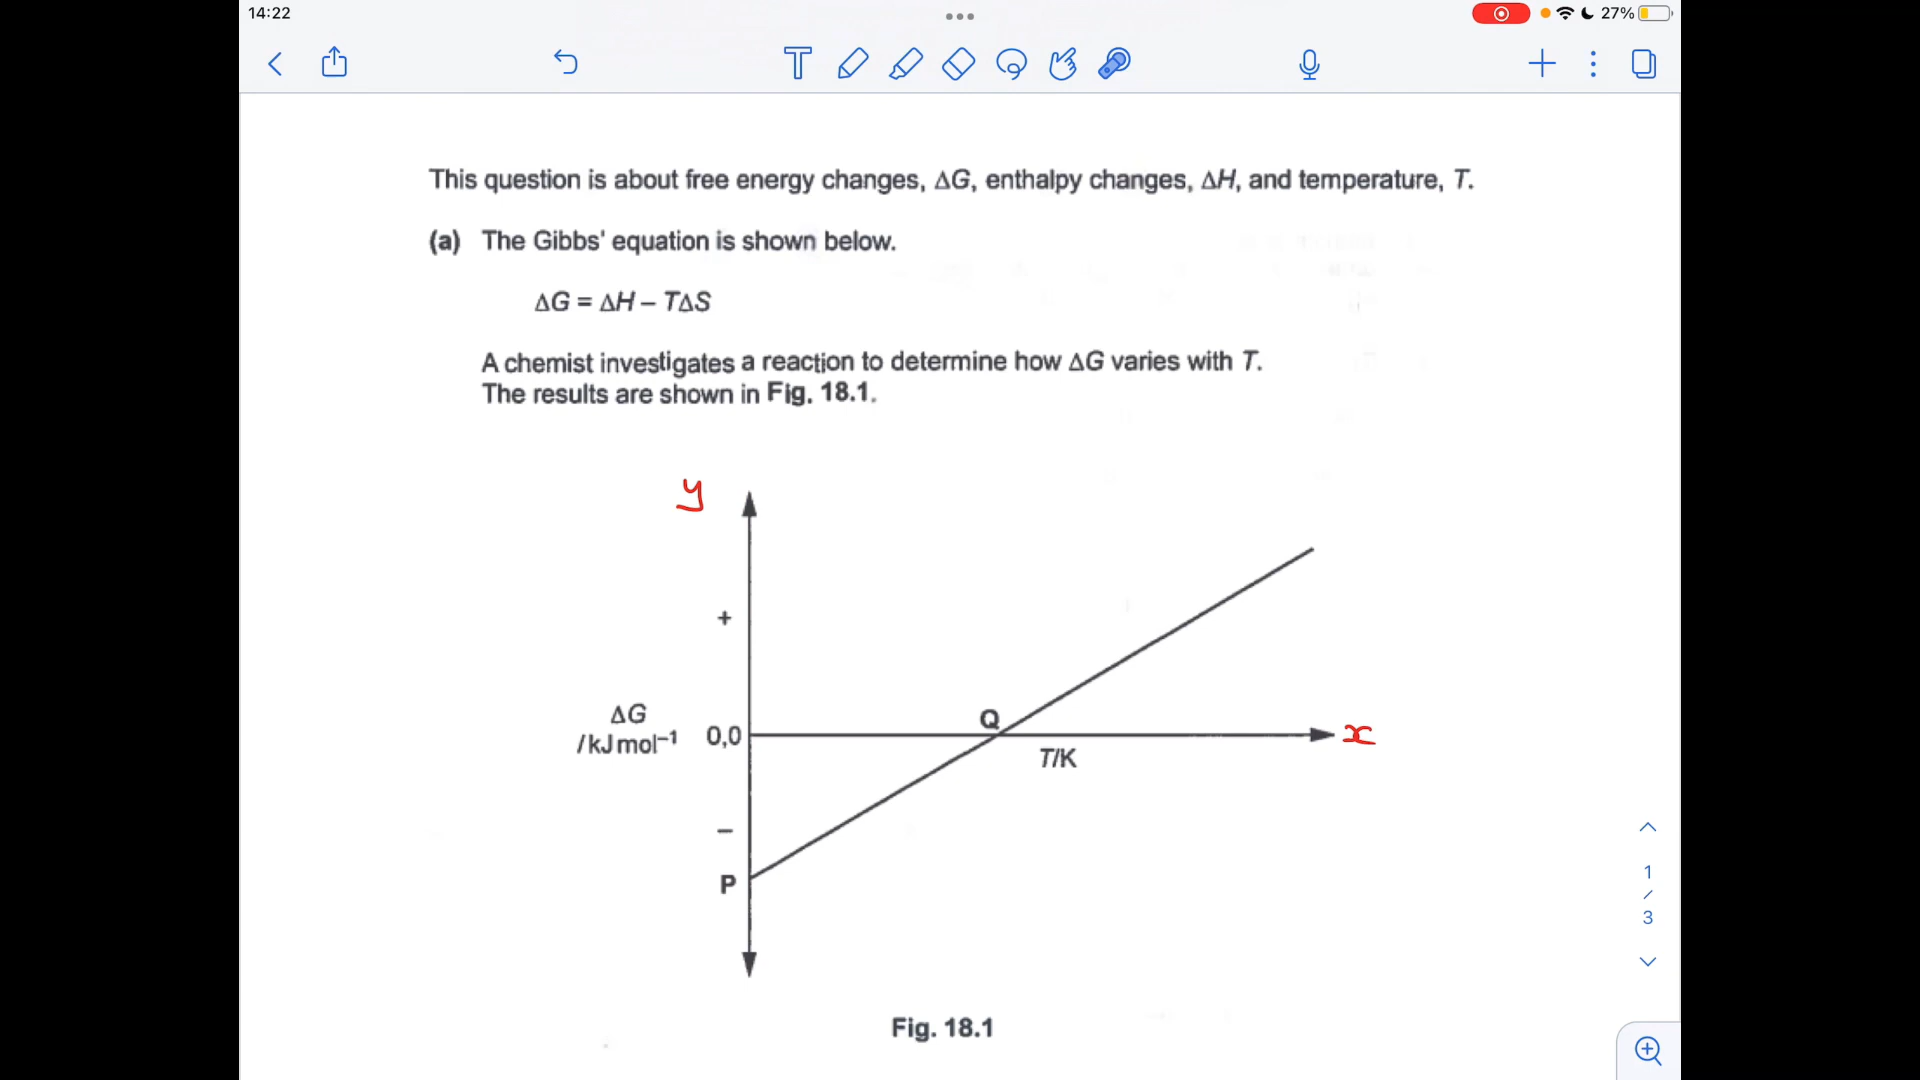 14:22
27%
This question is about free energy changes, ΔG, enthalpy changes, ΔH, and temperature, T.
(a) The Gibbs' equation is shown below.
ΔG = ΔH – TΔS
A chemist investigates a reaction to determine how ΔG varies with T.
The results are shown in Fig. 18.1.
y
+
ΔG
/kJ mol⁻¹
0,0
Q
x
T/K
–
P
1
/
3
Fig. 18.1